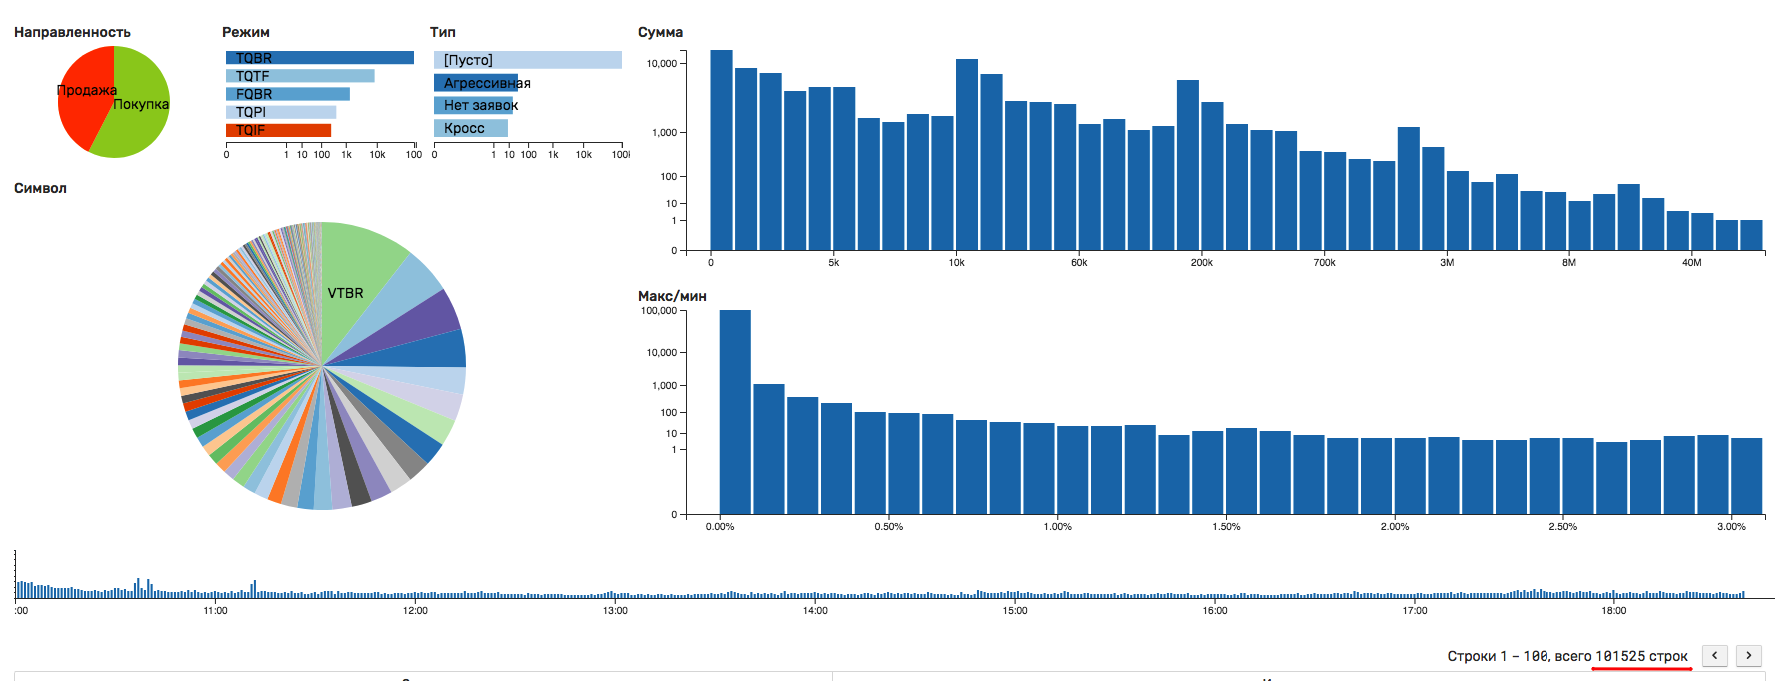 Направленность
Продажа
Покупка
Режим
TQBR
TQTF
FQBR
TQPI
TQIF
0 1 10 100 1k 10k 100
Тип
[Пусто]
Агрессивная
Нет заявок
Кросс
0 1 10 100 1k 10k 100
Сумма
10,000
1,000
100
10
1
0
0 5k 10k 60k 200k 700k 3M 8M 40M
Символ
VTBR
Макс/мин
100,000
10,000
1,000
100
10
1
0
0.00% 0.50% 1.00% 1.50% 2.00% 2.50% 3.00%
:00 11:00 12:00 13:00 14:00 15:00 16:00 17:00 18:00
Строки 1 – 100, всего 101525 строк